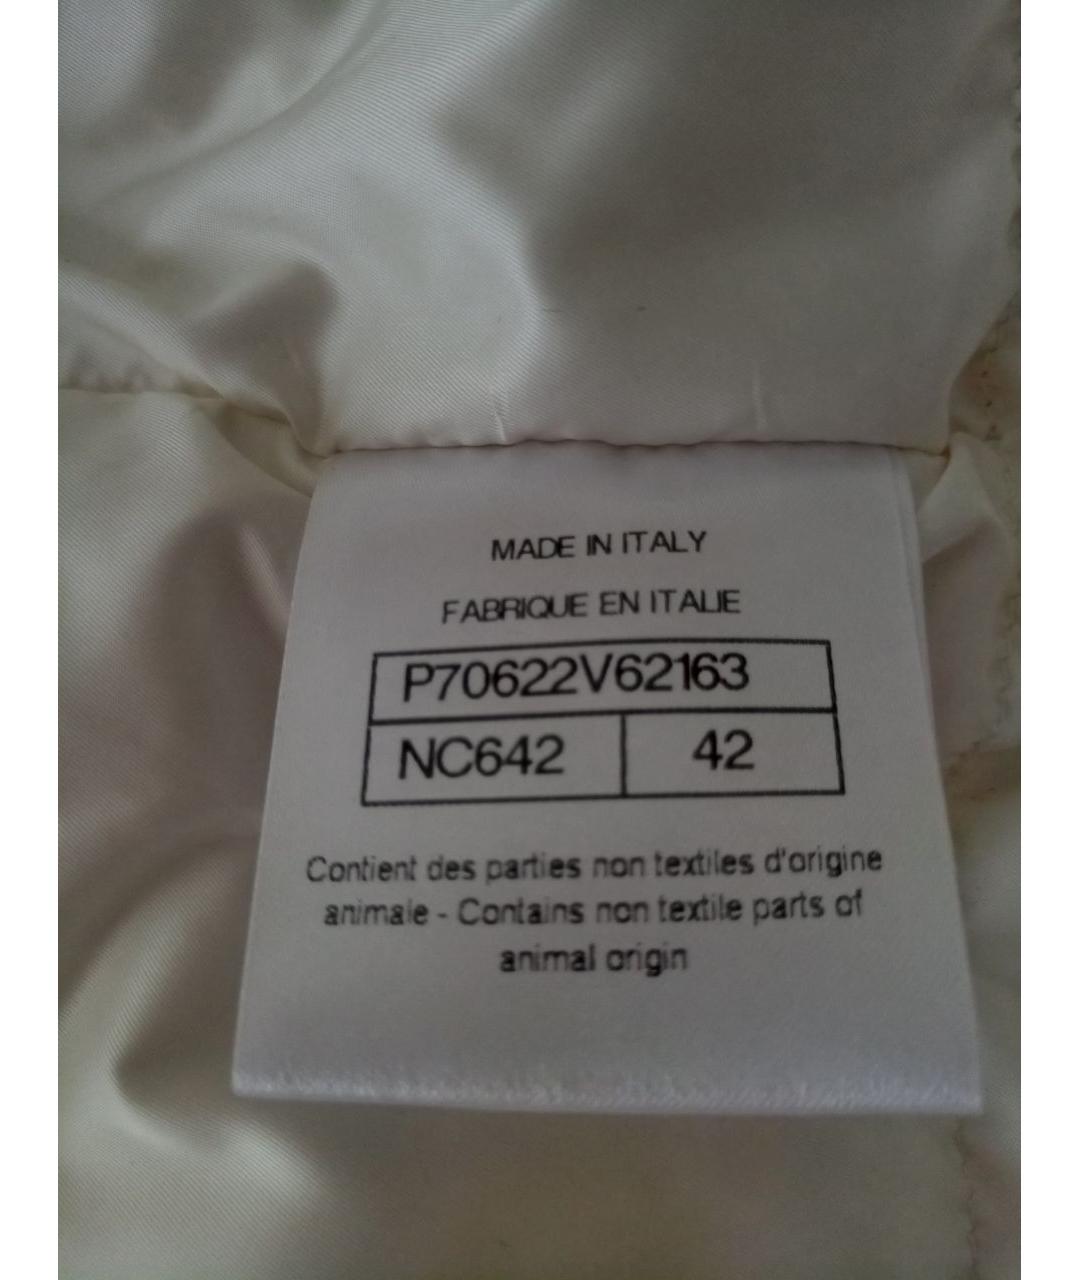 MADE IN ITALY
FABRIQUE EN ITALIE
P70622V62163
NC642 42
Contient des parties non textiles d'origine
animale - Contains non textile parts of
animal origin